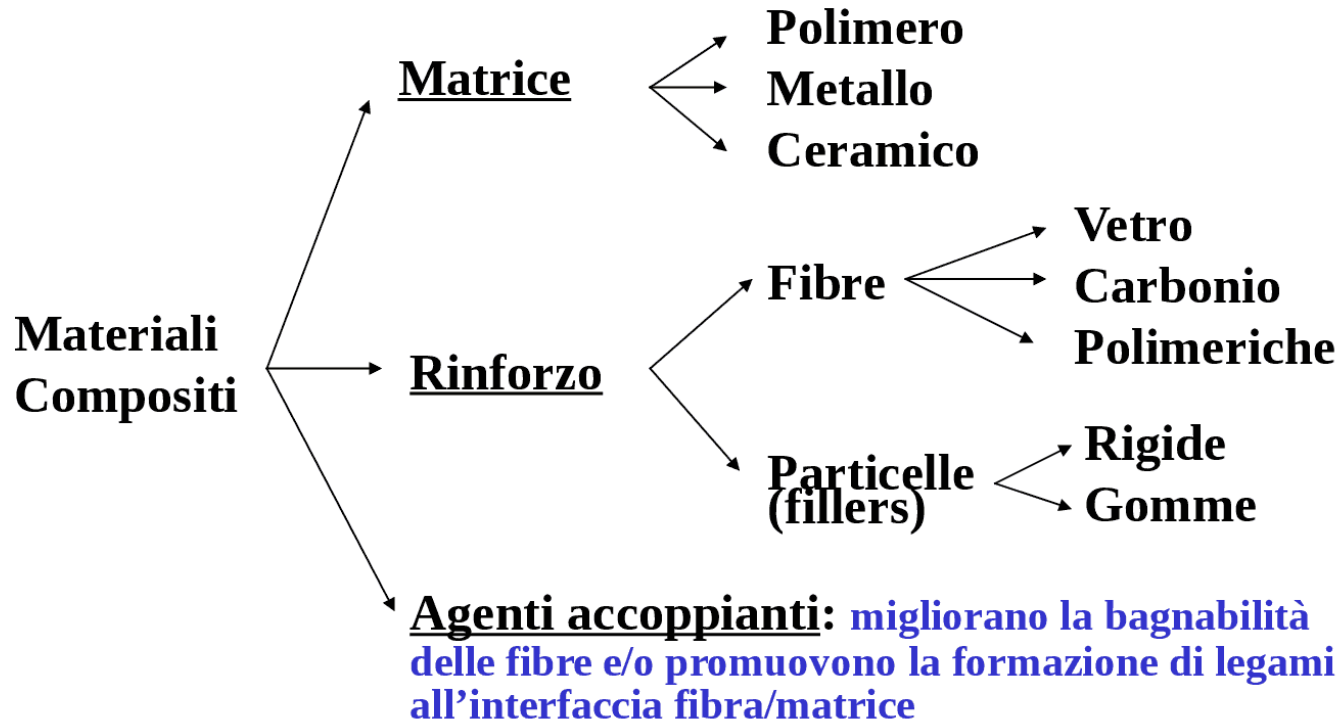 Polimero
Matrice
Metallo
Ceramico
Vetro
Fibre
Carbonio
Materiali
Polimeriche
Rinforzo
Compositi
Rigide
Particelle
(fillers)
Gomme
Agenti accoppianti: migliorano la bagnabilità
delle fibre e/o promuovono la formazione di legami
all’interfaccia fibra/matrice